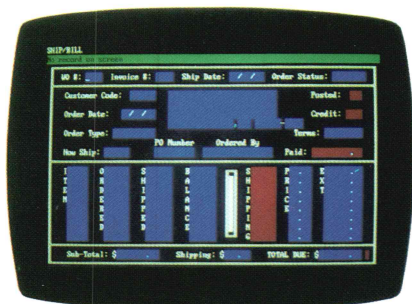 SHIP/BILL
No record on screen
WO #: Invoice #: Ship Date: / / Order Status:
Customer Code: Posted:
Order Date: / / Credit:
Order Type: Terms:
PO Number Ordered By
How Ship: Paid: .
ITEM ORDERED SHIPPED BALANCE SHIPPING PRICE EXT
Sub-Total: $ . Shipping: $ . TOTAL DUE: $ .